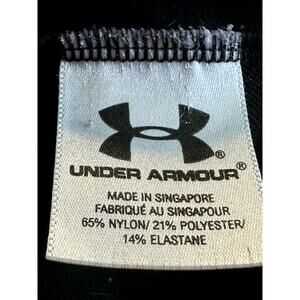 ®
UNDER ARMOUR®
MADE IN SINGAPORE
FABRIQUÉ AU SINGAPOUR
65% NYLON/ 21% POLYESTER/
14% ELASTANE